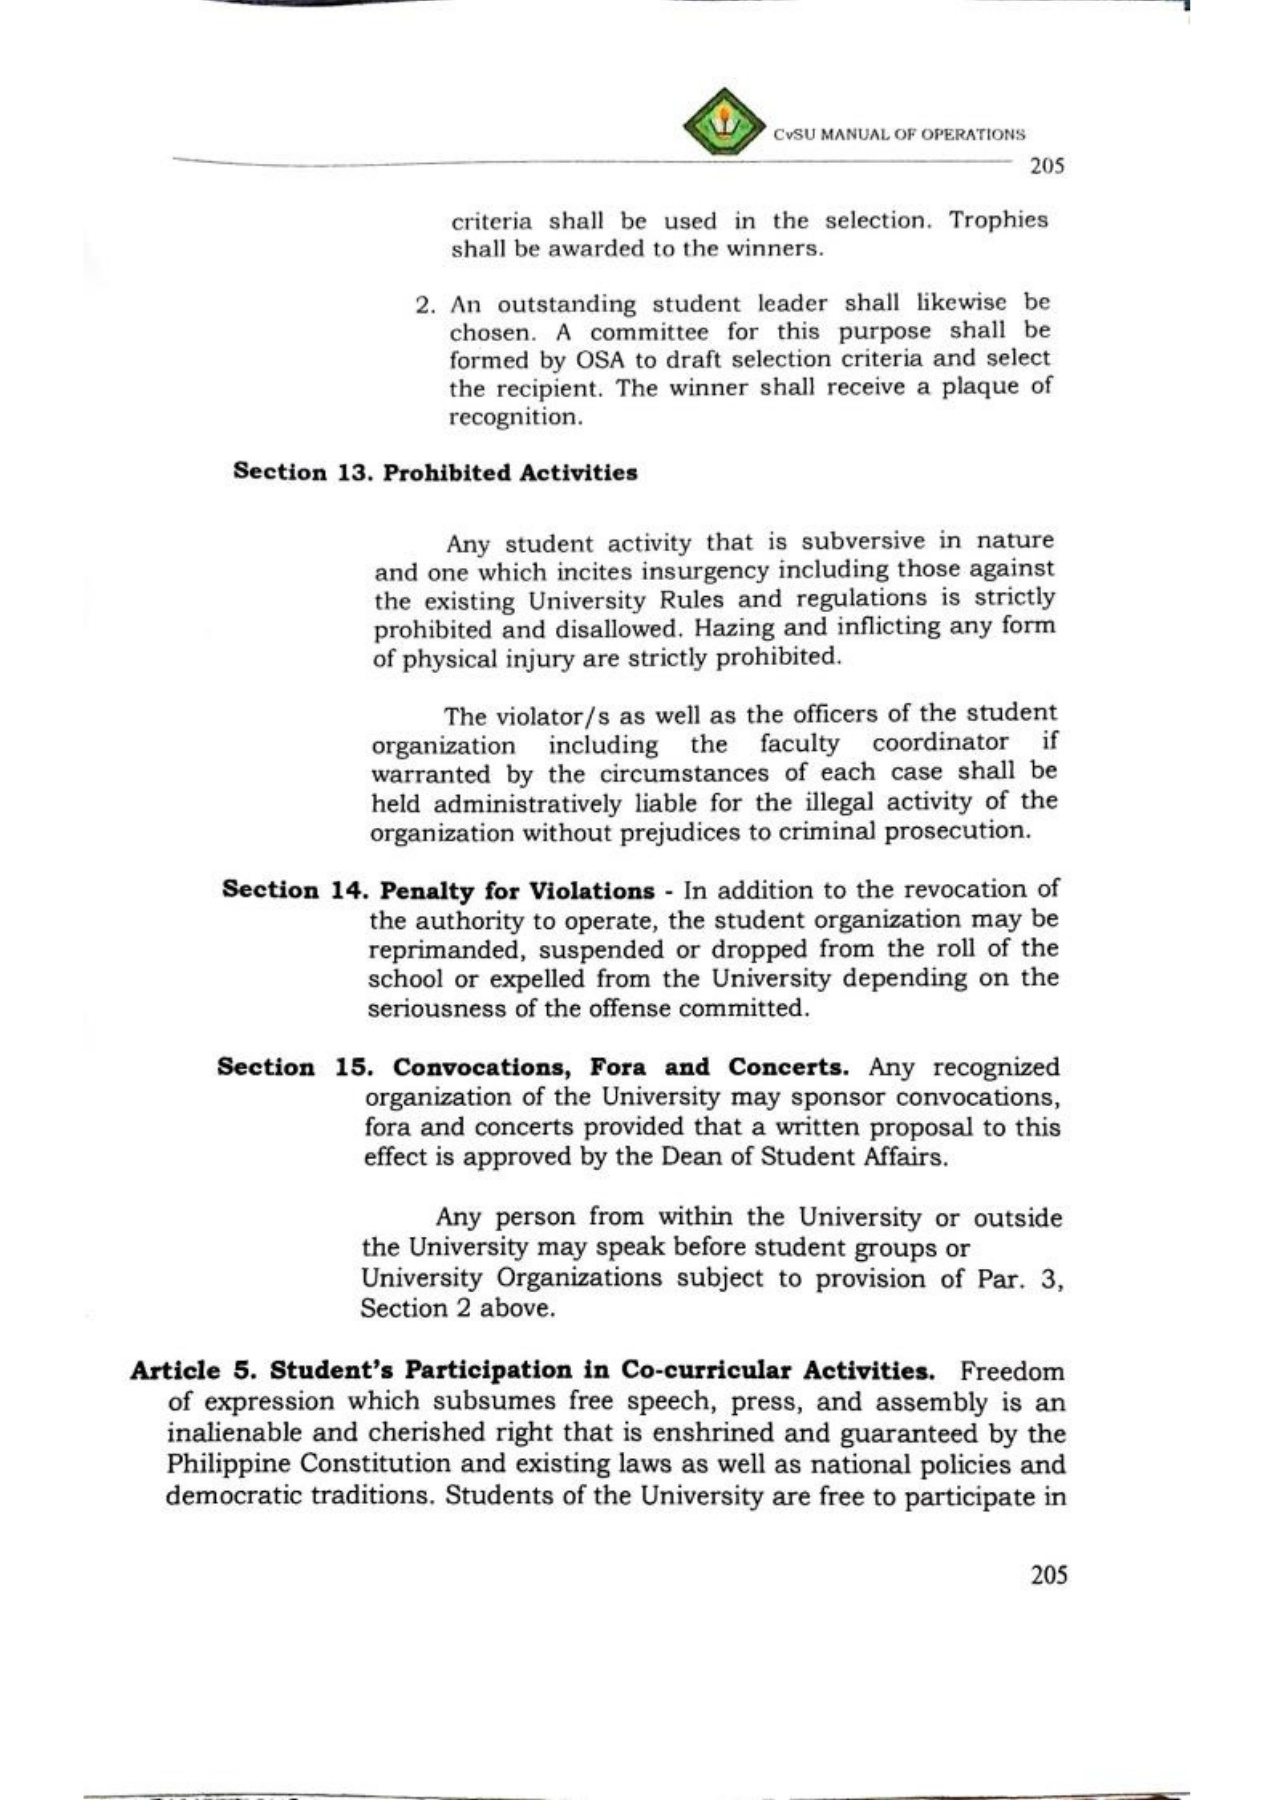 CvSU MANUAL OF OPERATIONS
205
criteria shall be used in the selection. Trophies
shall be awarded to the winners.
2. An outstanding student leader shall likewise be
chosen. A committee for this purpose shall be
formed by OSA to draft selection criteria and select
the recipient. The winner shall receive a plaque of
recognition.
Section 13. Prohibited Activities
Any student activity that is subversive in nature
and one which incites insurgency including those against
the existing University Rules and regulations is strictly
prohibited and disallowed. Hazing and inflicting any form
of physical injury are strictly prohibited.
The violator/s as well as the officers of the student
organization including the faculty coordinator if
warranted by the circumstances of each case shall be
held administratively liable for the illegal activity of the
organization without prejudices to criminal prosecution.
Section 14. Penalty for Violations - In addition to the revocation of
the authority to operate, the student organization may be
reprimanded, suspended or dropped from the roll of the
school or expelled from the University depending on the
seriousness of the offense committed.
Section 15. Convocations, Fora and Concerts. Any recognized
organization of the University may sponsor convocations,
fora and concerts provided that a written proposal to this
effect is approved by the Dean of Student Affairs.
Any person from within the University or outside
the University may speak before student groups or
University Organizations subject to provision of Par. 3,
Section 2 above.
Article 5. Student's Participation in Co-curricular Activities. Freedom
of expression which subsumes free speech, press, and assembly is an
inalienable and cherished right that is enshrined and guaranteed by the
Philippine Constitution and existing laws as well as national policies and
democratic traditions. Students of the University are free to participate in
205